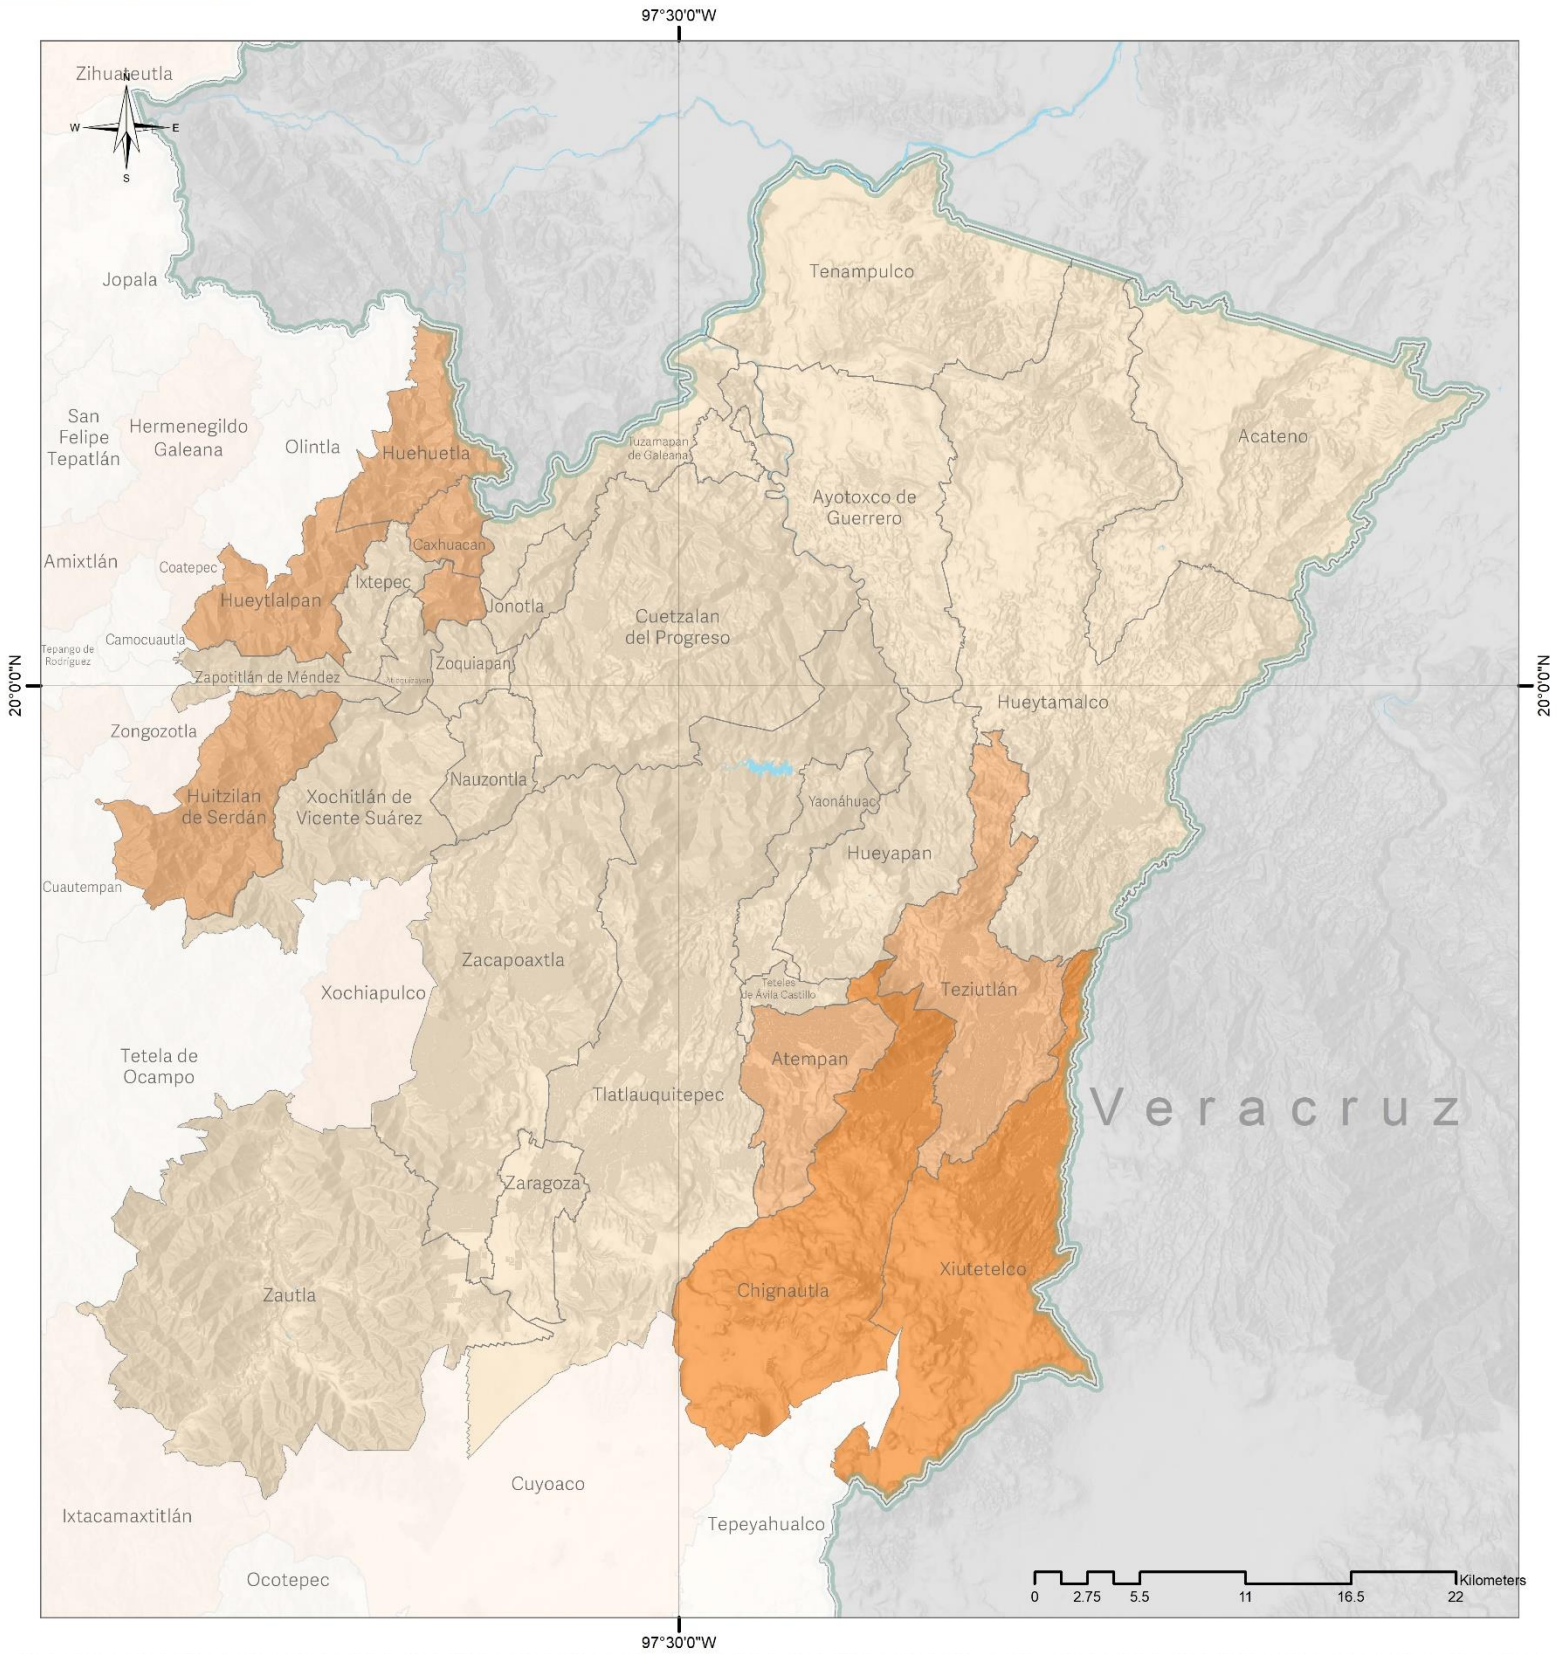 97°30'0"W
Zihuateutla
N
W
E
S
Jopala
Tenampulco
San
Felipe
Tepatlán
Hermenegildo
Galeana
Olintla
Huehuetla
Tuzamapan
de Galeana
Acateno
Ayotoxco de
Guerrero
Caxhuacan
Amixtlán
Coatepec
Ixtepec
Hueytlalpan
Jonotla
Cuetzalan
del Progreso
Camocuautla
Tepango de
Rodríguez
Zapotitlán de Méndez
Zoquiapan
20°0'0"N
20°0'0"N
Hueytamalco
Zongozotla
Nauzontla
Huitzilan
de Serdán
Xochitlán de
Vicente Suárez
Yaonáhuac
Hueyapan
Cuautempan
Zacapoaxtla
Xochiapulco
Teteles
de Ávila Castillo
Teziutlán
Tetela de
Ocampo
Atempan
Tlatlauquitepec
Veracruz
Zaragoza
Zautla
Chignautla
Xiutetelco
Cuyoaco
Ixtacamaxtitlán
Tepeyahualco
Ocotepec
Kilometers
0 2.75 5.5 11 16.5 22
97°30'0"W